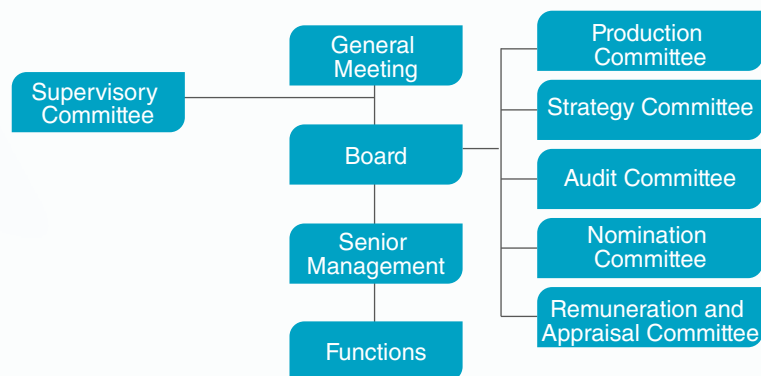 General
Meeting
Supervisory
Committee
Board
Senior
Management
Functions
Production
Committee
Strategy Committee
Audit Committee
Nomination
Committee
Remuneration and
Appraisal Committee